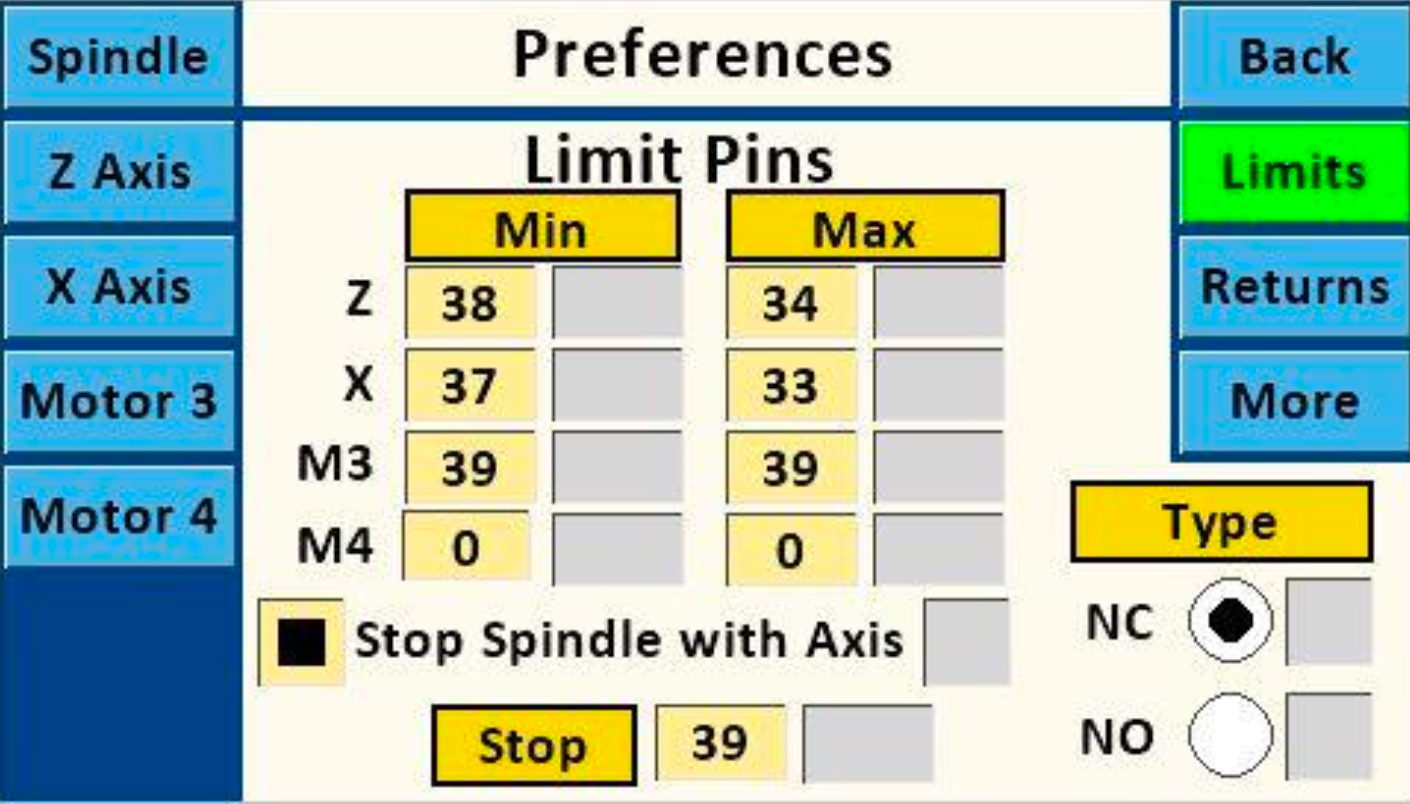 Spindle
Preferences
Back
Z Axis
X Axis
Motor 3
Motor 4
Limit Pins
Min Max
Z 38 34
X 37 33
M3 39 39
M4 0 0
Stop Spindle with Axis
Stop 39
Limits
Returns
More
Type
NC
NO